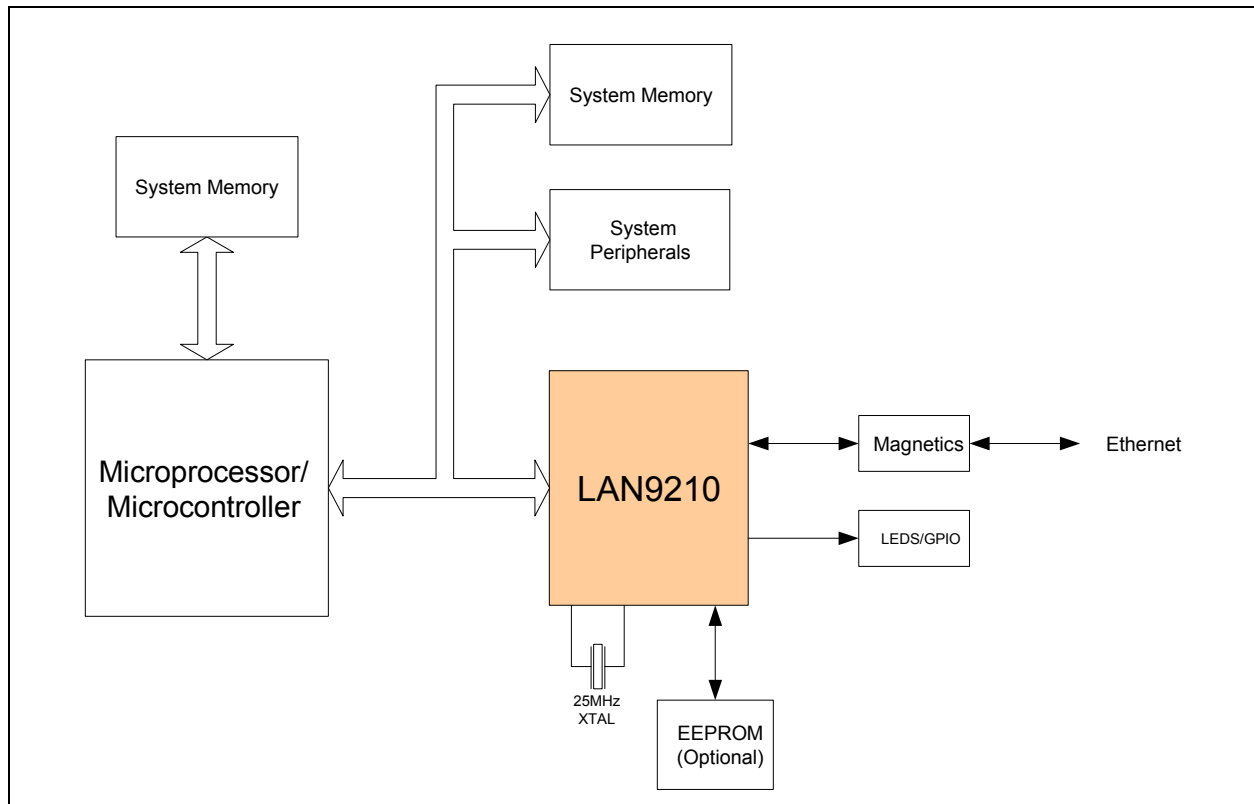 System Memory
System Memory
System
Peripherals
Microprocessor/
Microcontroller
LAN9210
Magnetics
Ethernet
LEDS/GPIO
25MHz
XTAL
EEPROM
(Optional)